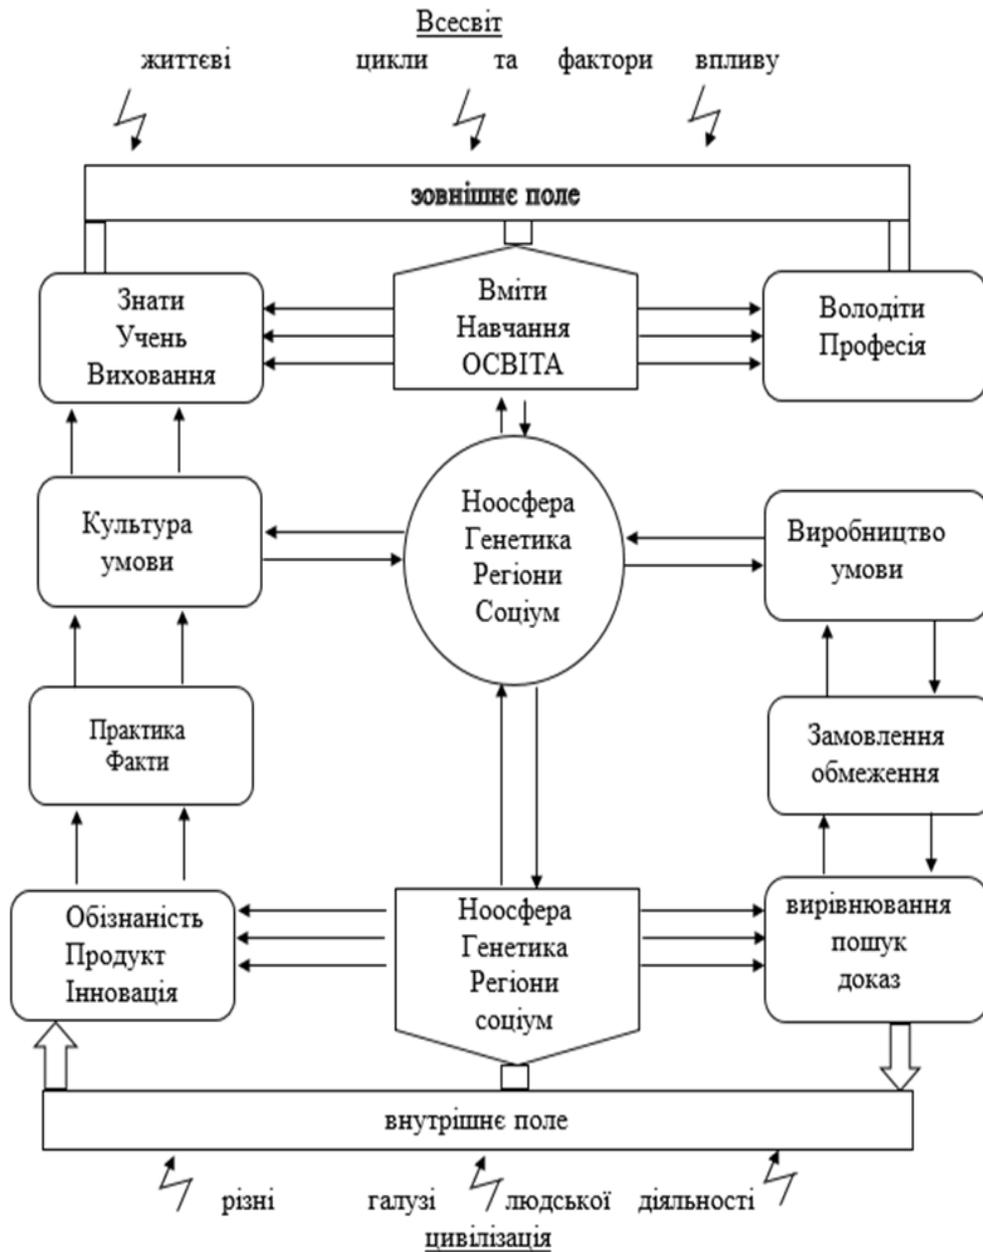 Всесвіт
життєві цикли та фактори впливу
зовнішнє поле
Знати
Учень
Виховання
Вміти
Навчання
ОСВІТА
Володіти
Професія
Культура
умови
Ноосфера
Генетика
Регіони
Соціум
Виробництво
умови
Практика
Факти
Замовлення
обмеження
Обізнаність
Продукт
Інновація
Ноосфера
Генетика
Регіони
соціум
вирівнювання
пошук
доказ
внутрішнє поле
різні галузі людської діяльності
цивілізація